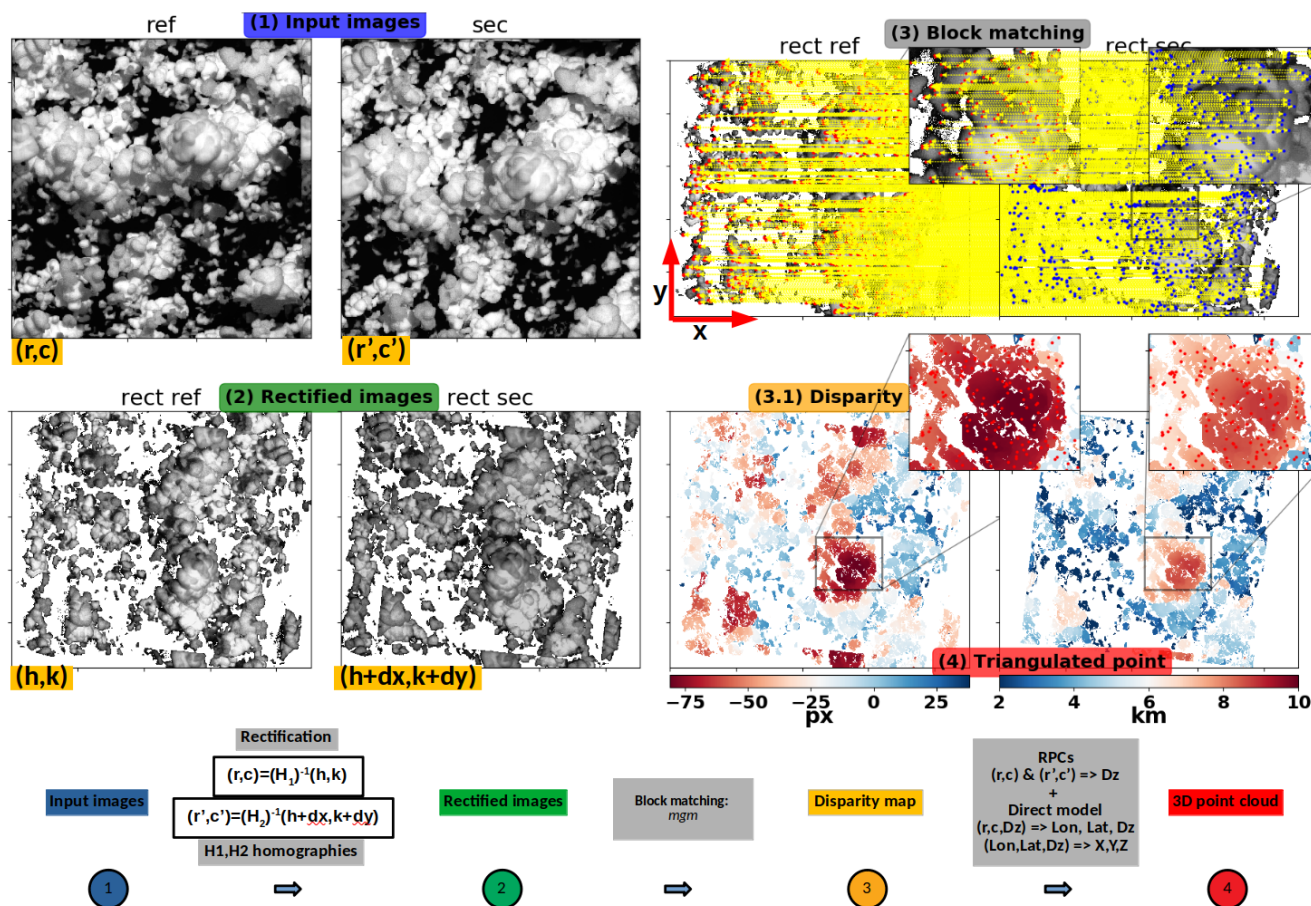 (1) Input images
ref
sec
(r,c)
(r',c')
(3) Block matching
rect ref
rect sec
y
x
(2) Rectified images
rect ref
rect sec
(h,k)
(h+dx,k+dy)
(3.1) Disparity
(4) Triangulated point
−75 −50 −25 0 25
px
2 4 6 8 10
km
Rectification
(r,c)=(H1)-1(h,k)
(r',c')=(H2)-1(h+dx,k+dy)
H1,H2 homographies
Input images
Rectified images
Block matching:
mgm
Disparity map
RPCs
(r,c) & (r',c') => Dz
+
Direct model
(r,c,Dz) => Lon, Lat, Dz
(Lon,Lat,Dz) => X,Y,Z
3D point cloud
1
2
3
4